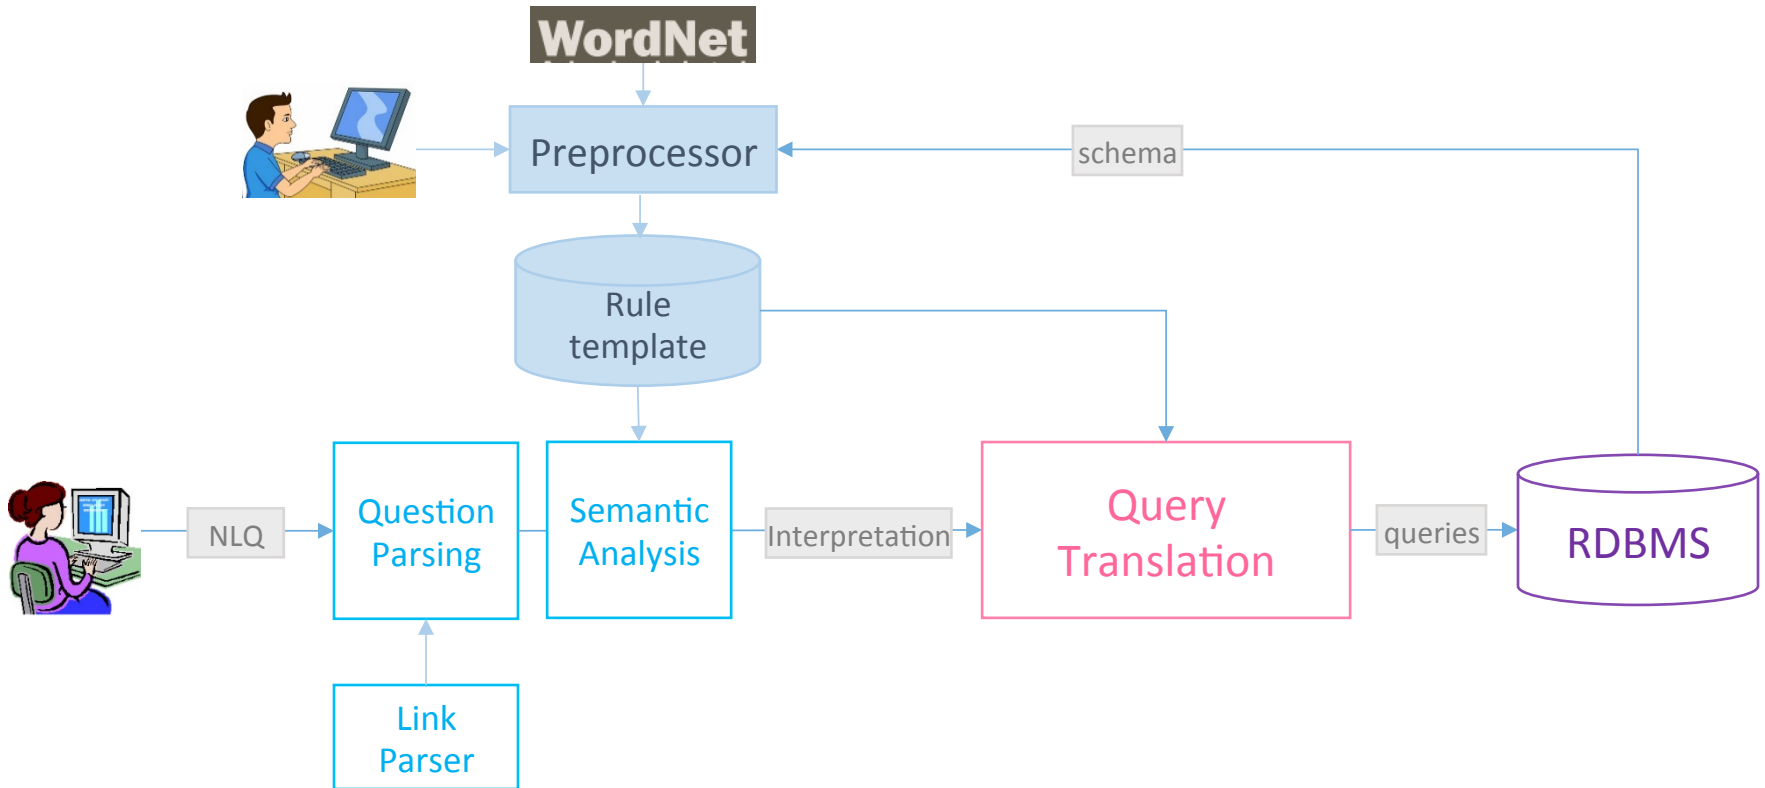 WordNet
Preprocessor
schema
Rule
template
NLQ
Question
Parsing
Semantic
Analysis
Interpretation
Query
Translation
queries
RDBMS
Link
Parser